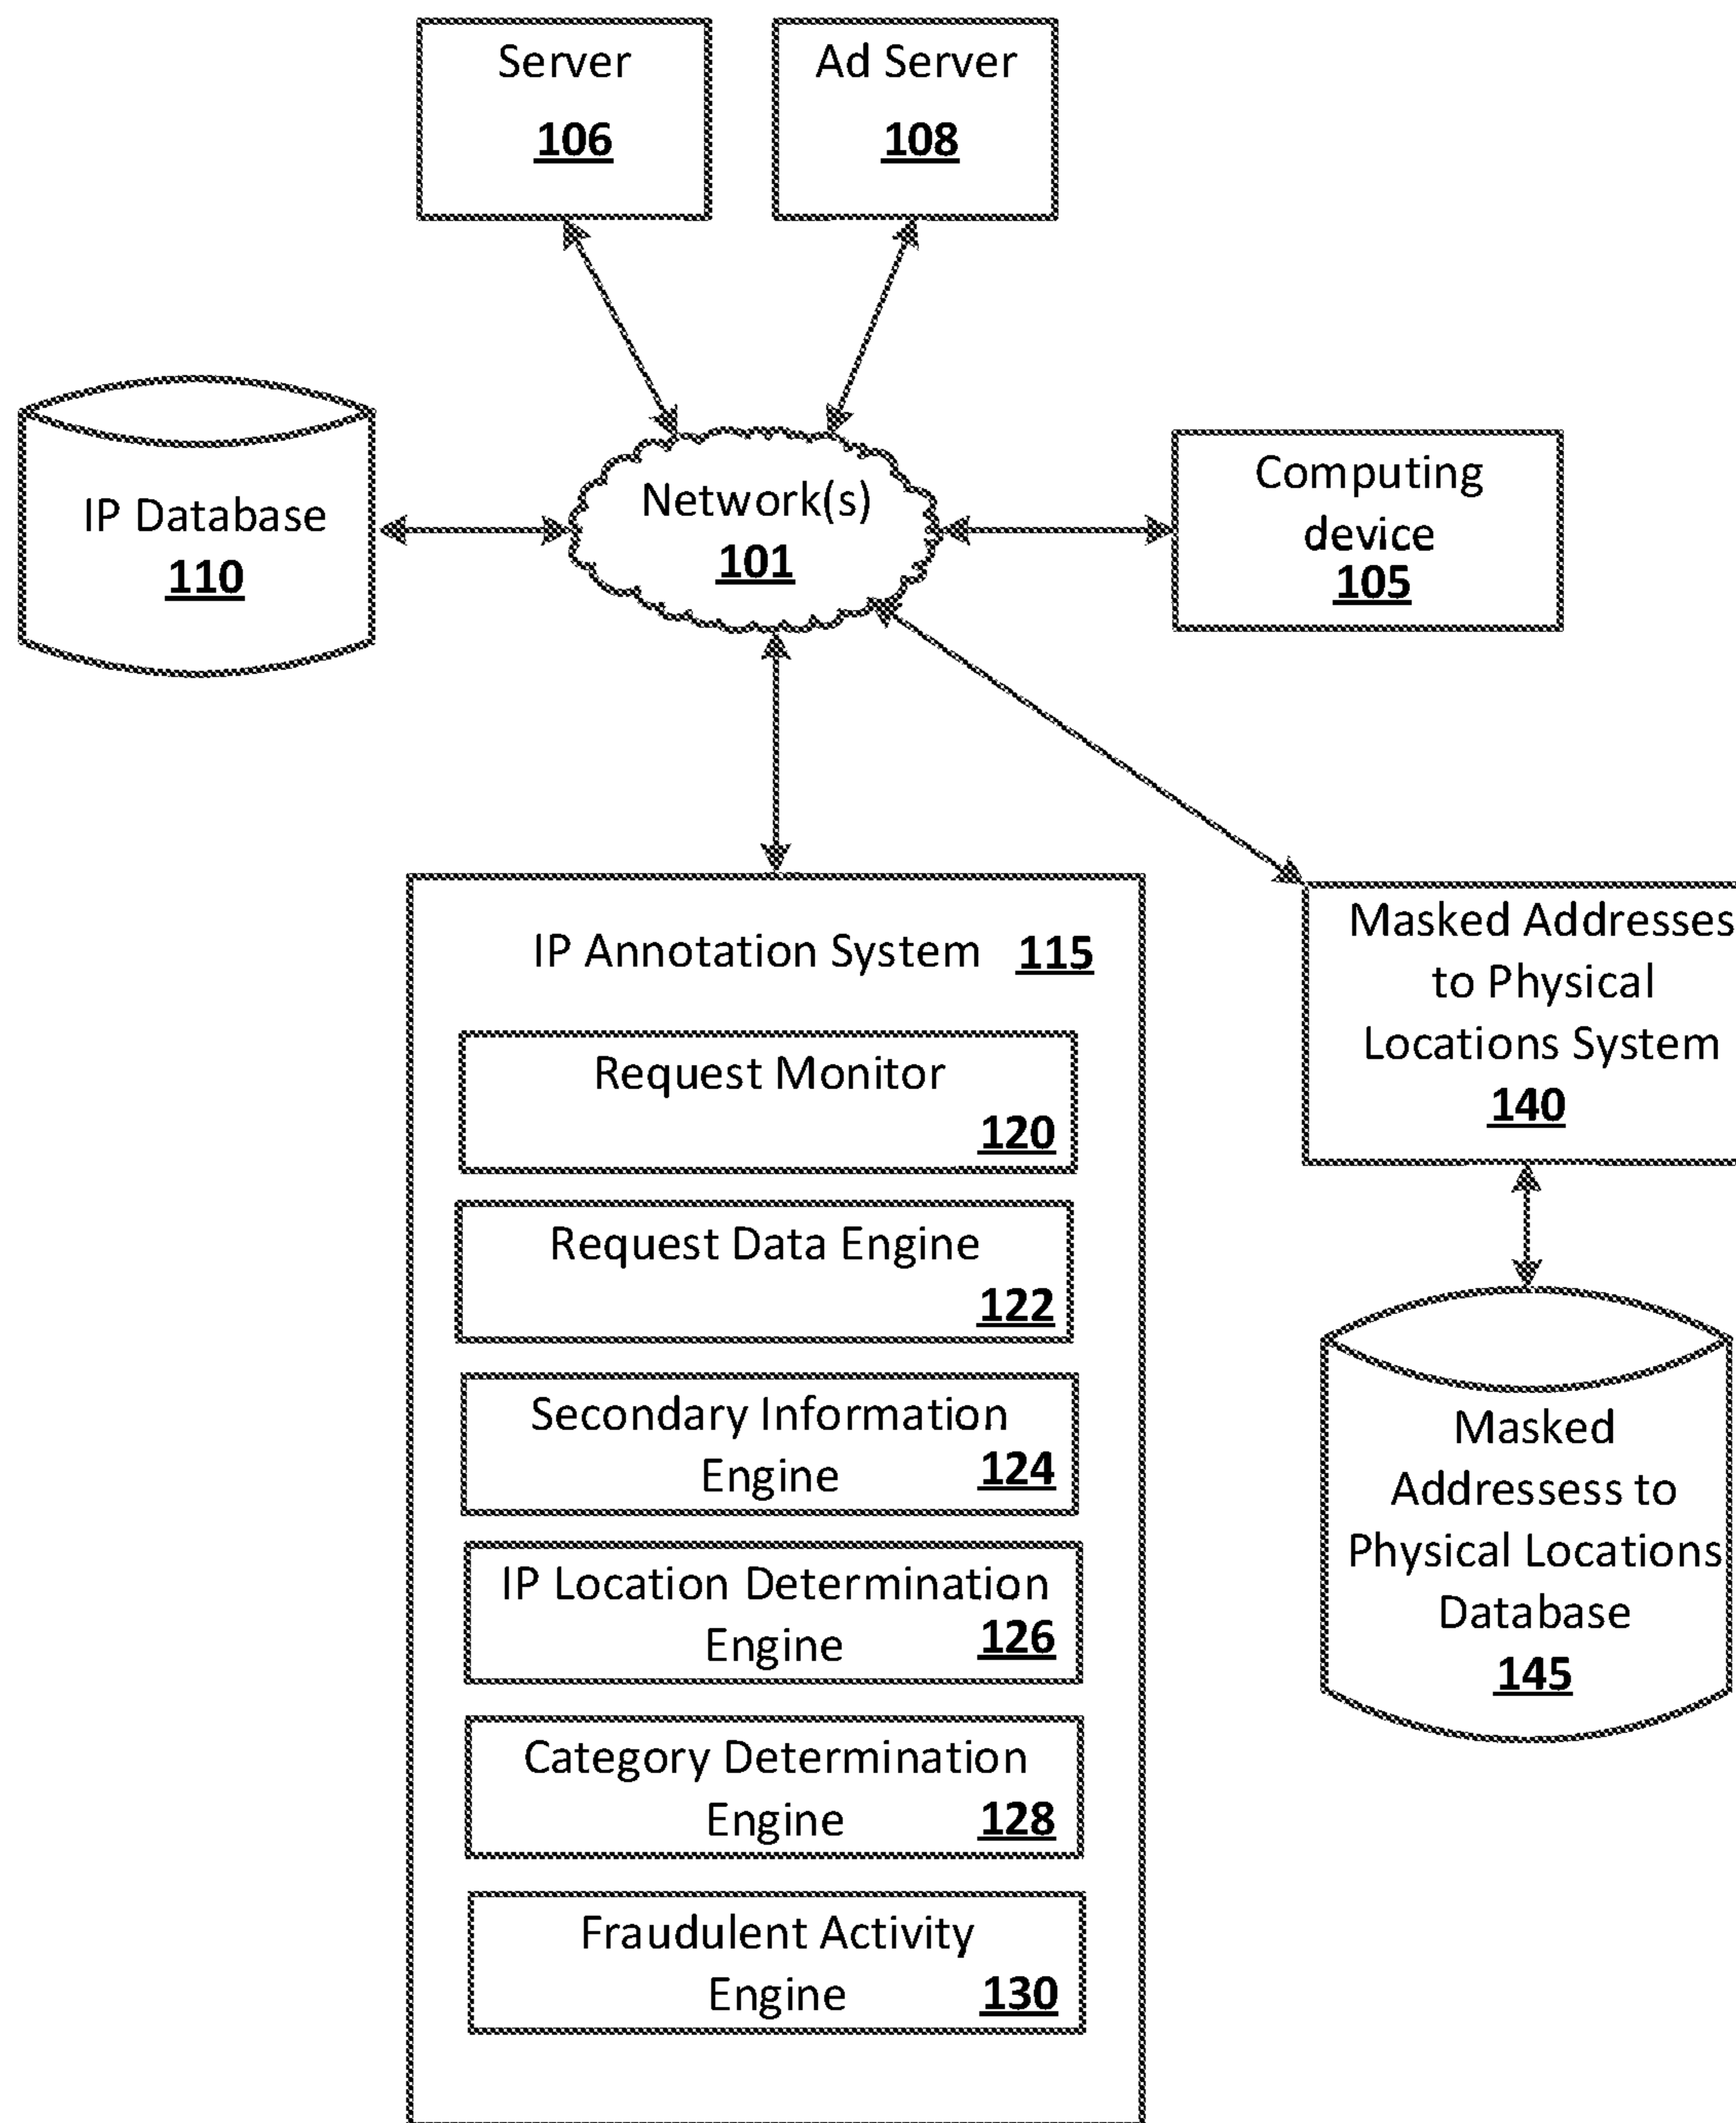 Server
106
Ad Server
108
IP Database
110
Network(s)
101
Computing
device
105
IP Annotation System 115
Request Monitor
120
Request Data Engine
122
Secondary Information
Engine 124
IP Location Determination
Engine 126
Category Determination
Engine 128
Fraudulent Activity
Engine 130
Masked Addresses
to Physical
Locations System
140
Masked
Addressess to
Physical Locations
Database
145